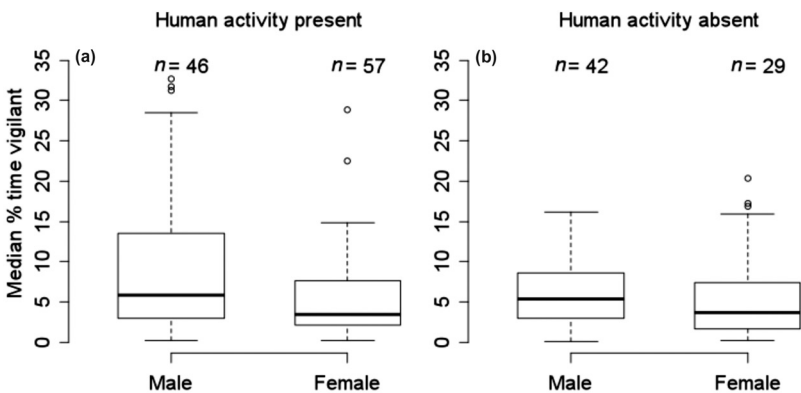 Human activity present
Human activity absent
(a)
n = 46
n = 57
(b)
n = 42
n = 29
Median % time vigilant
35
30
25
20
15
10
5
0
35
30
25
20
15
10
5
0
Male
Female
Male
Female